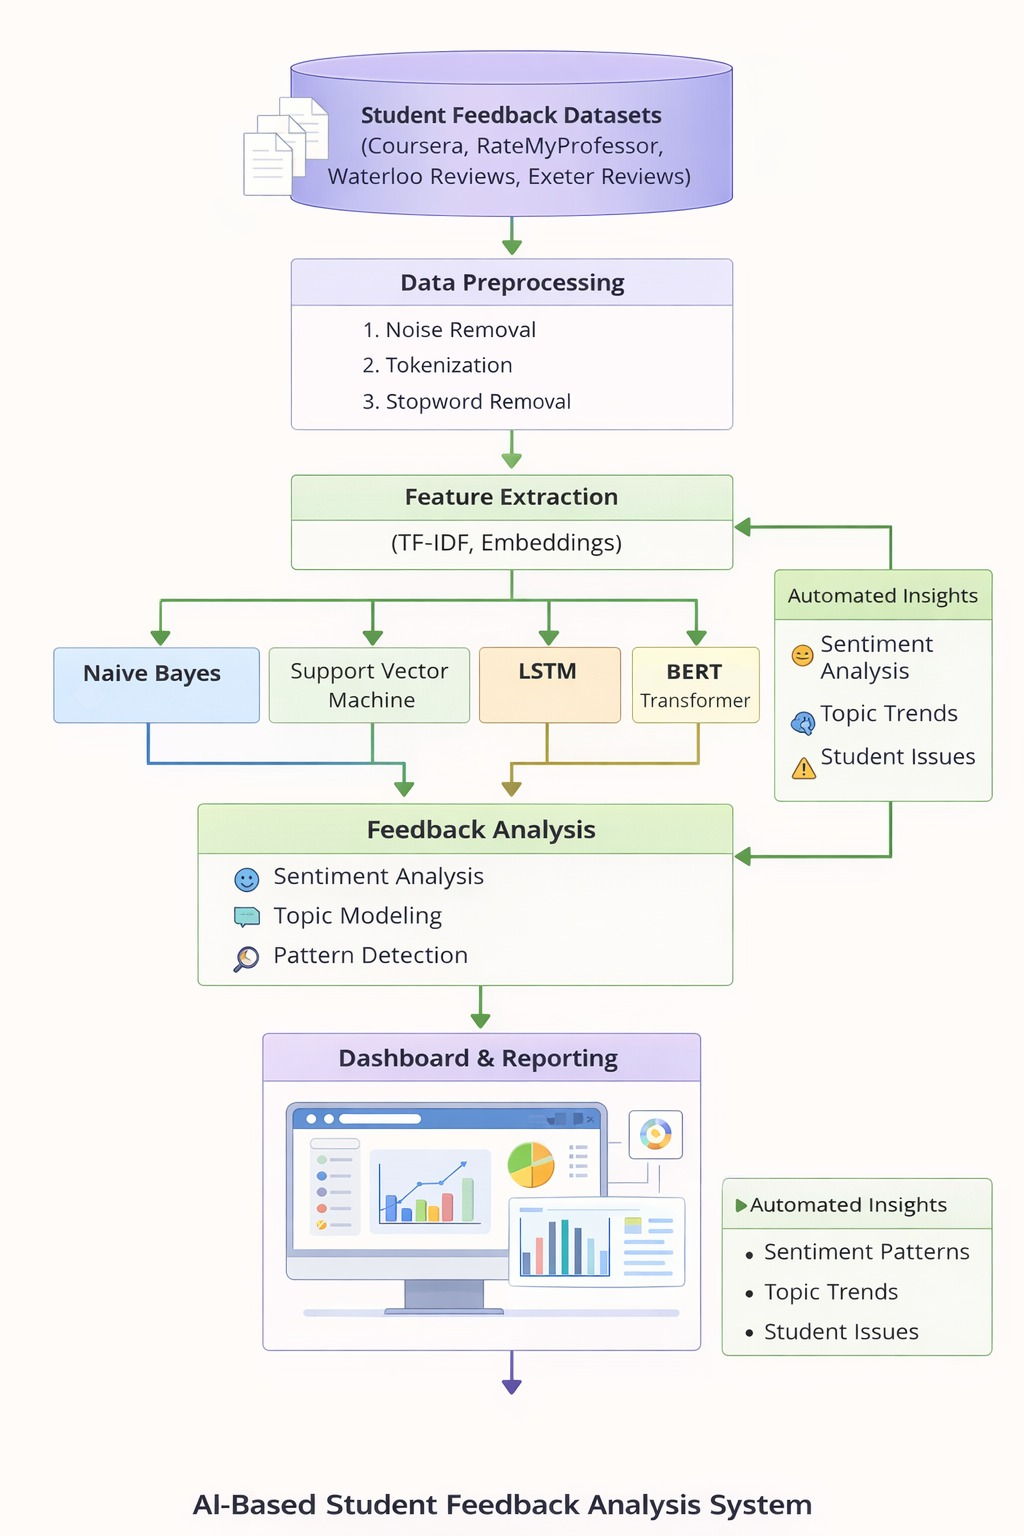 Student Feedback Datasets
(Coursera, RateMyProfessor,
Waterloo Reviews, Exeter Reviews)
Data Preprocessing
1. Noise Removal
2. Tokenization
3. Stopword Removal
Feature Extraction
(TF-IDF, Embeddings)
Naive Bayes
Support Vector
Machine
LSTM
BERT
Transformer
Automated Insights
Sentiment
Analysis
Topic Trends
Student Issues
Feedback Analysis
Sentiment Analysis
Topic Modeling
Pattern Detection
Dashboard & Reporting
Automated Insights
• Sentiment Patterns
• Topic Trends
• Student Issues
AI-Based Student Feedback Analysis System